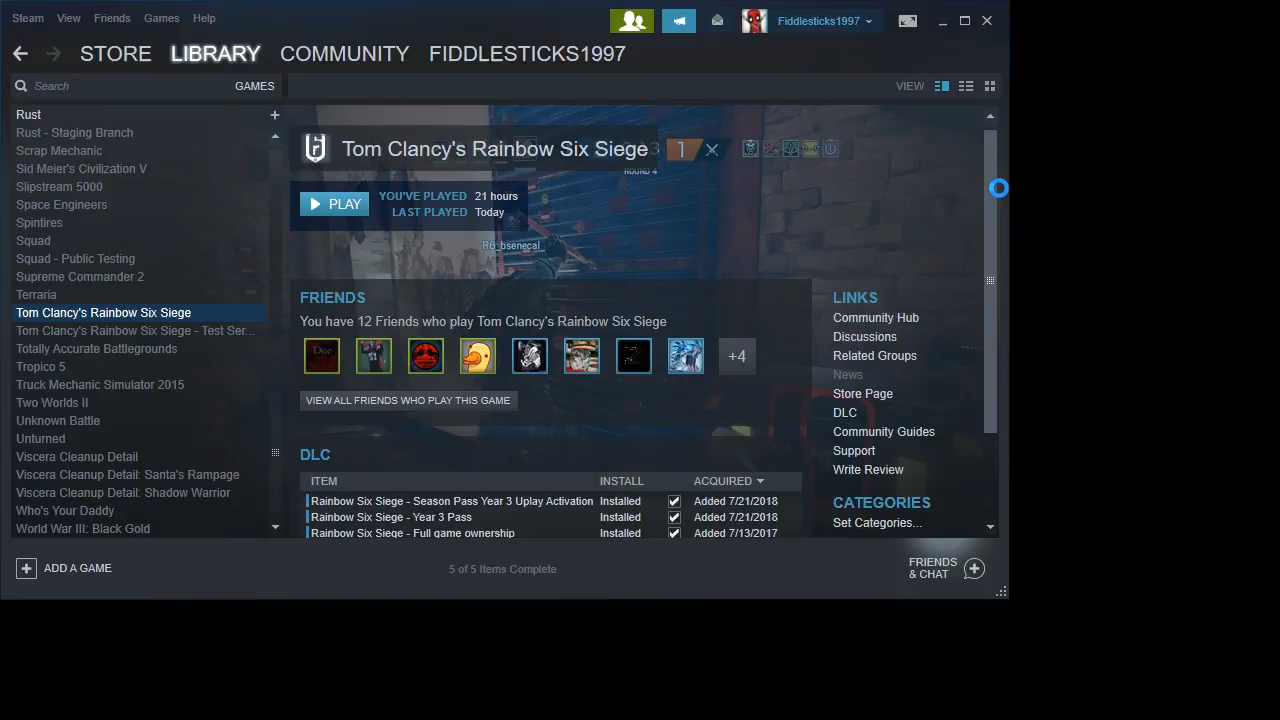 Steam View Friends Games Help
Fiddlesticks1997
STORE LIBRARY COMMUNITY FIDDLESTICKS1997
Search GAMES VIEW
Rust
Rust - Staging Branch
Scrap Mechanic
Sid Meier's Civilization V
Slipstream 5000
Space Engineers
Spintires
Squad
Squad - Public Testing
Supreme Commander 2
Terraria
Tom Clancy's Rainbow Six Siege
Tom Clancy's Rainbow Six Siege - Test Ser...
Totally Accurate Battlegrounds
Tropico 5
Truck Mechanic Simulator 2015
Two Worlds II
Unknown Battle
Unturned
Viscera Cleanup Detail
Viscera Cleanup Detail: Santa's Rampage
Viscera Cleanup Detail: Shadow Warrior
Who's Your Daddy
World War III: Black Gold
Tom Clancy's Rainbow Six Siege 3 1
ROUND 4
PLAY
YOU'VE PLAYED 21 hours
LAST PLAYED Today
R6_bsenecal
FRIENDS
You have 12 Friends who play Tom Clancy's Rainbow Six Siege
Doc
+4
VIEW ALL FRIENDS WHO PLAY THIS GAME
DLC
ITEM INSTALL ACQUIRED
Rainbow Six Siege - Season Pass Year 3 Uplay Activation Installed Added 7/21/2018
Rainbow Six Siege - Year 3 Pass Installed Added 7/21/2018
Rainbow Six Siege - Full game ownership Installed Added 7/13/2017
LINKS
Community Hub
Discussions
Related Groups
News
Store Page
DLC
Community Guides
Support
Write Review
CATEGORIES
Set Categories...
ADD A GAME
5 of 5 Items Complete
FRIENDS
& CHAT